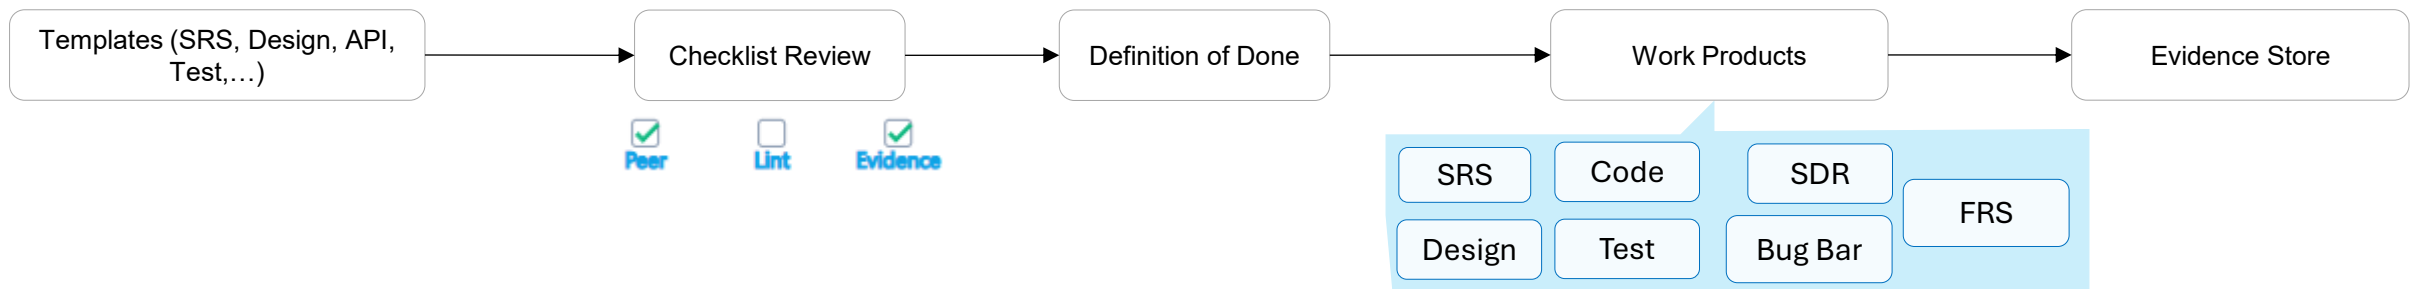 Templates (SRS, Design, API,
Test,...)
Checklist Review
Definition of Done
Work Products
Evidence Store
Peer
Lint
Evidence
SRS
Code
SDR
FRS
Design
Test
Bug Bar